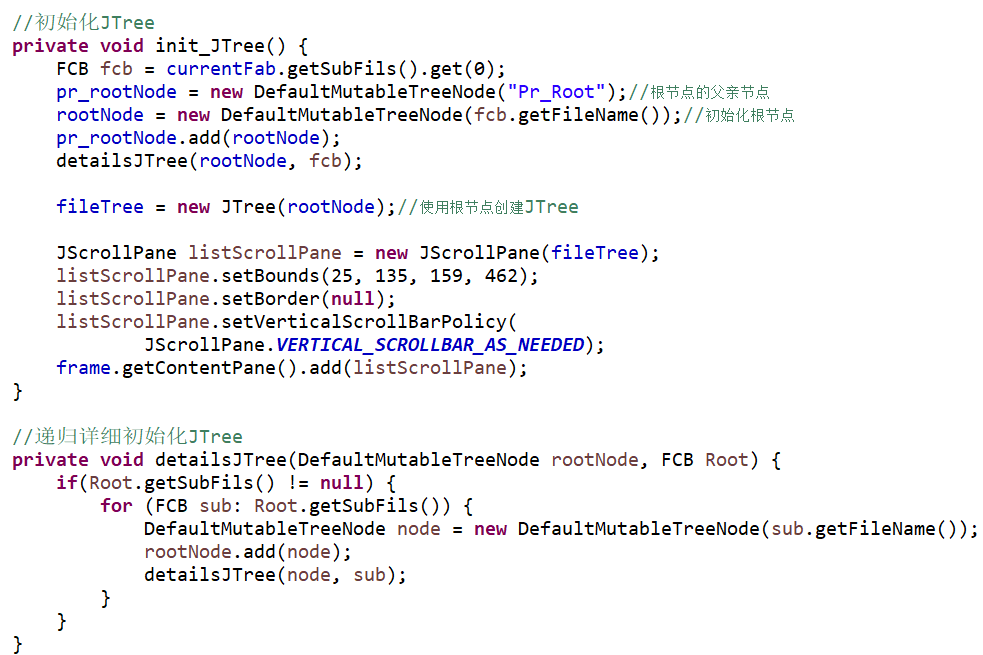 //初始化JTree
private void init_JTree() {
    FCB fcb = currentFab.getSubFils().get(0);
    pr_rootNode = new DefaultMutableTreeNode("Pr_Root");//根节点的父亲节点
    rootNode = new DefaultMutableTreeNode(fcb.getFileName());//初始化根节点
    pr_rootNode.add(rootNode);
    detailsJTree(rootNode, fcb);

    fileTree = new JTree(rootNode);//使用根节点创建JTree

    JScrollPane listScrollPane = new JScrollPane(fileTree);
    listScrollPane.setBounds(25, 135, 159, 462);
    listScrollPane.setBorder(null);
    listScrollPane.setVerticalScrollBarPolicy(
            JScrollPane.VERTICAL_SCROLLBAR_AS_NEEDED);
    frame.getContentPane().add(listScrollPane);
}

//递归详细初始化JTree
private void detailsJTree(DefaultMutableTreeNode rootNode, FCB Root) {
    if(Root.getSubFils() != null) {
        for (FCB sub: Root.getSubFils()) {
            DefaultMutableTreeNode node = new DefaultMutableTreeNode(sub.getFileName());
            rootNode.add(node);
            detailsJTree(node, sub);
        }
    }
}